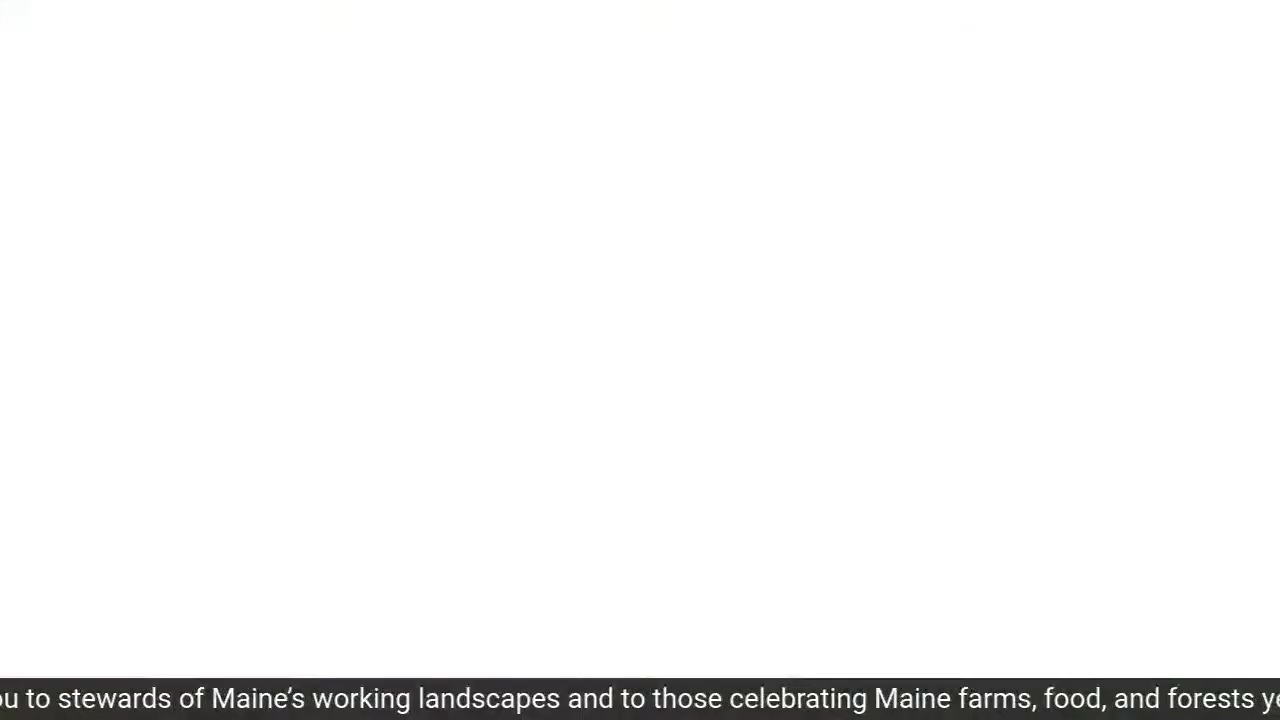 to stewards of Maine’s working landscapes and to those celebrating Maine farms, food, and forests